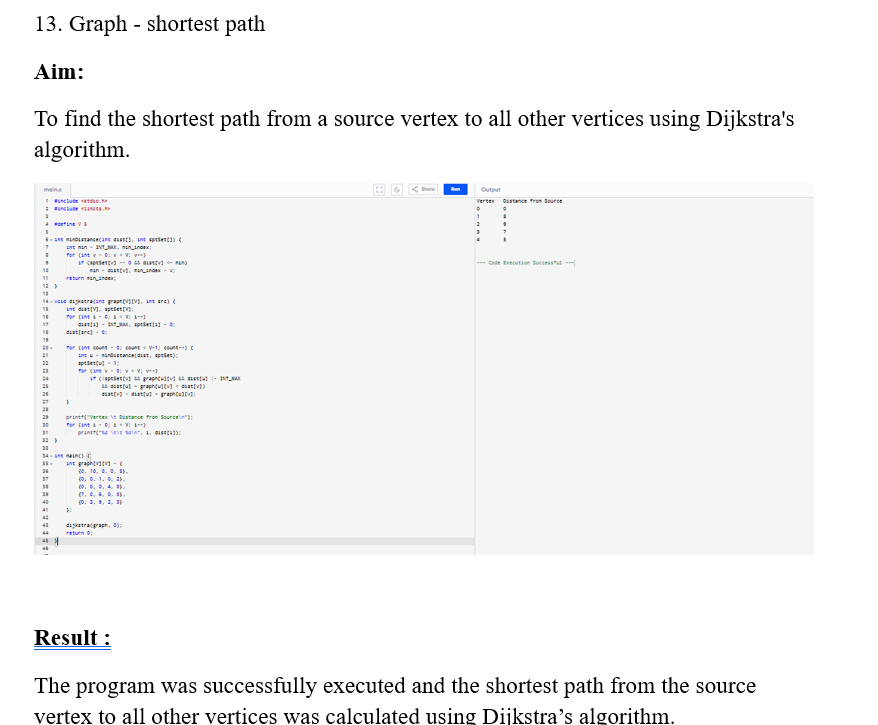 13. Graph - shortest path
Aim:
To find the shortest path from a source vertex to all other vertices using Dijkstra's
algorithm.
main.c
Share
Run
Output
1 #include <stdio.h>
2 #include <limits.h>
3
4 #define V 5
5
6 int minDistance(int dist[], int sptSet[]) {
7 int min = INT_MAX, min_index;
8 for (int v = 0; v < V; v++)
9 if (sptSet[v] == 0 && dist[v] <= min)
10 min = dist[v], min_index = v;
11 return min_index;
12 }
13
14 void dijkstra(int graph[V][V], int src) {
15 int dist[V], sptSet[V];
16 for (int i = 0; i < V; i++)
17 dist[i] = INT_MAX, sptSet[i] = 0;
18 dist[src] = 0;
19
20 for (int count = 0; count < V-1; count++) {
21 int u = minDistance(dist, sptSet);
22 sptSet[u] = 1;
23 for (int v = 0; v < V; v++)
24 if (!sptSet[v] && graph[u][v] && dist[u] != INT_MAX
25 && dist[u] + graph[u][v] < dist[v])
26 dist[v] = dist[u] + graph[u][v];
27 }
28
29 printf("Vertex \t Distance from Source\n");
30 for (int i = 0; i < V; i++)
31 printf("%d \t\t %d\n", i, dist[i]);
32 }
33
34 int main() {
35 int graph[V][V] = {
36 {0, 10, 0, 0, 5},
37 {0, 0, 1, 0, 2},
38 {0, 0, 0, 4, 0},
39 {7, 0, 6, 0, 0},
40 {0, 3, 9, 2, 0}
41 };
42
43 dijkstra(graph, 0);
44 return 0;
45 }
46
Vertex Distance from Source
0 0
1 8
2 9
3 7
4 5
=== Code Execution Successful ===
Result :
The program was successfully executed and the shortest path from the source
vertex to all other vertices was calculated using Dijkstra’s algorithm.